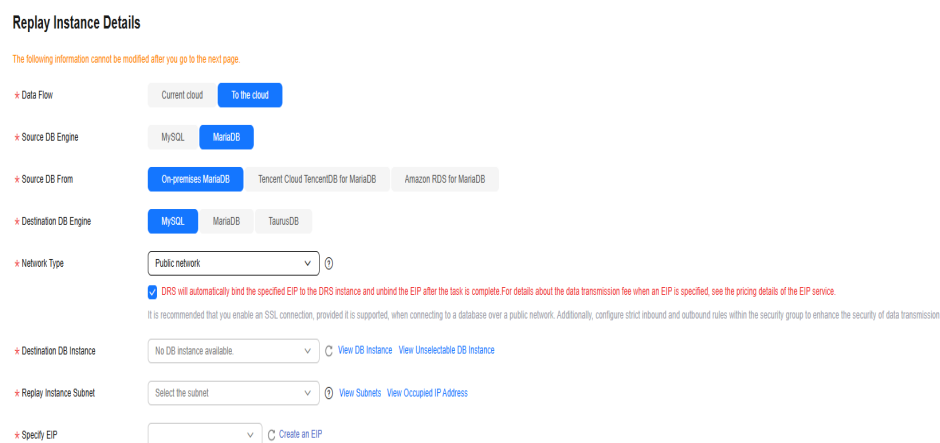 Replay Instance Details
The following information cannot be modified after you go to the next page.
* Data Flow Current cloud To the cloud
* Source DB Engine MySQL MariaDB
* Source DB From On-premises MariaDB Tencent Cloud TencentDB for MariaDB Amazon RDS for MariaDB
* Destination DB Engine MySQL MariaDB TaurusDB
* Network Type Public network ?
DRS will automatically bind the specified EIP to the DRS instance and unbind the EIP after the task is complete.For details about the data transmission fee when an EIP is specified, see the pricing details of the EIP service.
It is recommended that you enable an SSL connection, provided it is supported, when connecting to a database over a public network. Additionally, configure strict inbound and outbound rules within the security group to enhance the security of data transmission
* Destination DB Instance No DB instance available. View DB Instance View Unselectable DB Instance
* Replay Instance Subnet Select the subnet ? View Subnets View Occupied IP Address
* Specify EIP Create an EIP